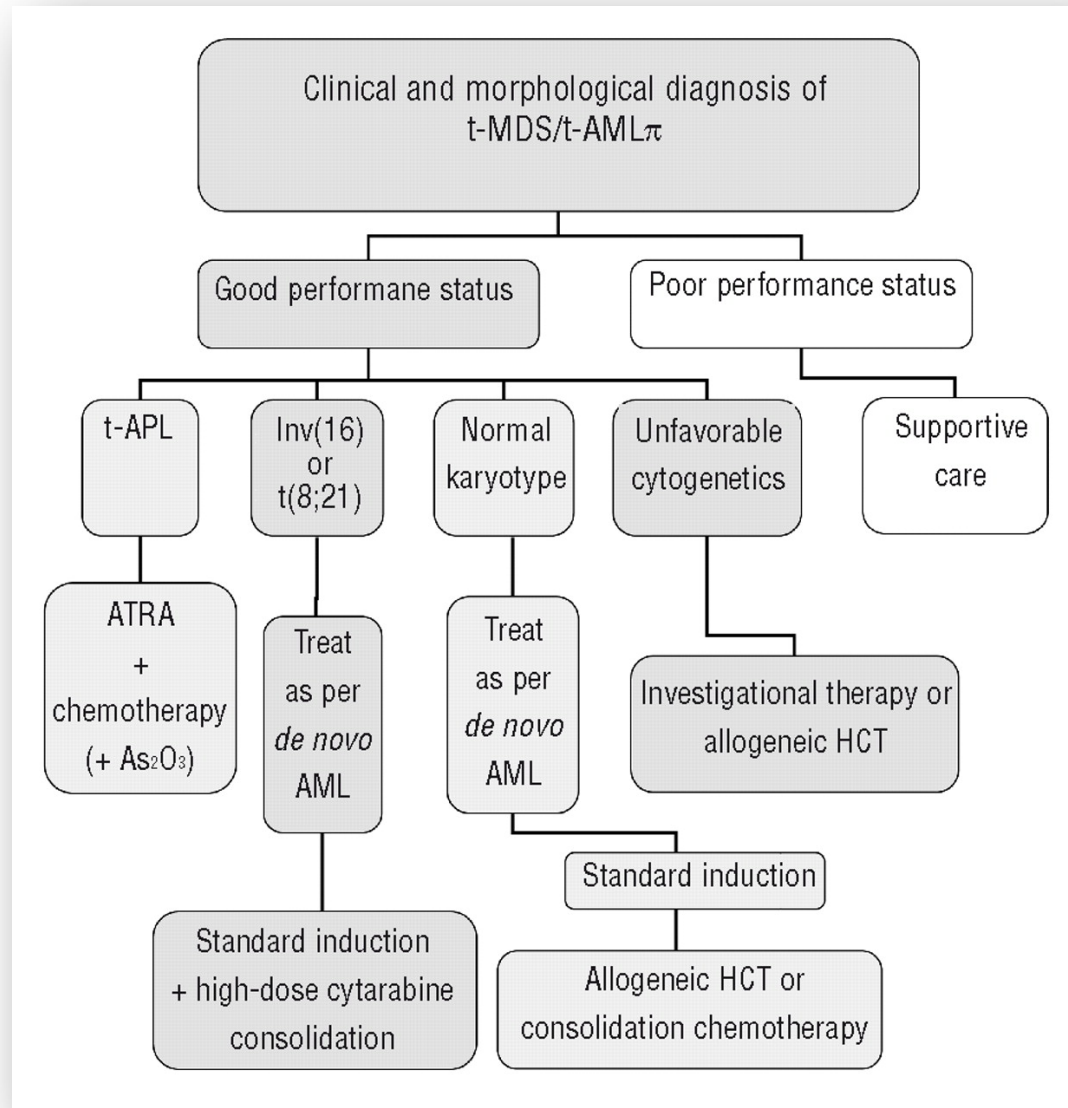 Clinical and morphological diagnosis of
t-MDS/t-AMLπ
Good performane status
Poor performance status
t-APL
Inv(16)
or
t(8;21)
Normal
karyotype
Unfavorable
cytogenetics
Supportive
care
ATRA
+
chemotherapy
(+ As₂O₃)
Treat
as per
de novo
AML
Treat
as per
de novo
AML
Investigational therapy or
allogeneic HCT
Standard induction
Standard induction
+ high-dose cytarabine
consolidation
Allogeneic HCT or
consolidation chemotherapy